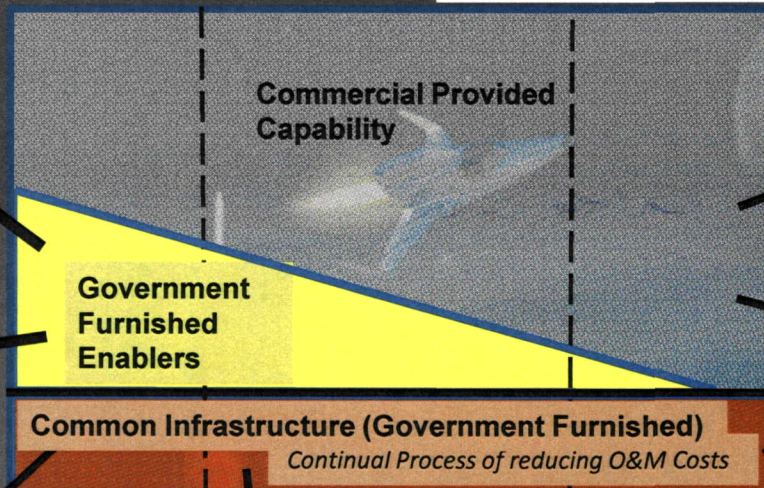 Commercial Provided
Capability
Government
Furnished
Enablers
Common Infrastructure (Government Furnished)
Continual Process of reducing O&M Costs